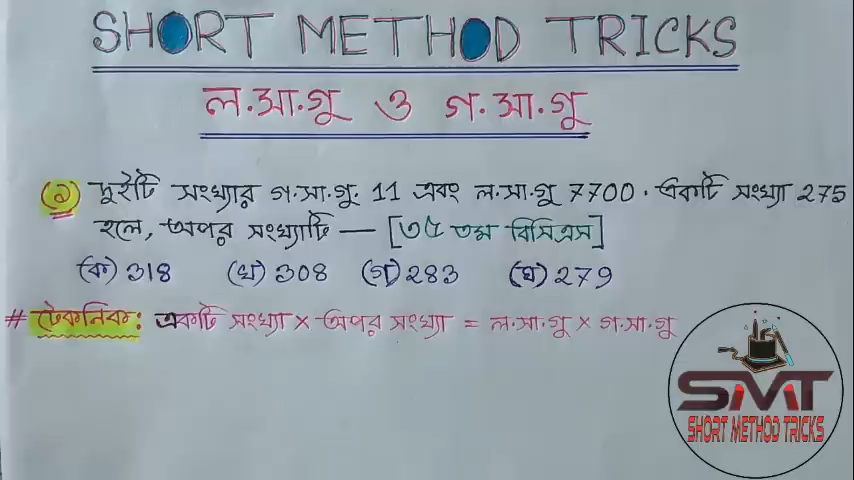 SHORT METHOD TRICKS
ল.সা.গু ও গ.সা.গু
(১) দুইটি সংখ্যার গ.সা.গু. 11 এবং ল.সা.গু 7700. একটি সংখ্যা 275
হলে, অপর সংখ্যাটি — [৩৫ তম বিসিএস]
(ক) 318 (খ) 308 (গ) 283 (ঘ) 279
# টেকনিক: একটি সংখ্যা × অপর সংখ্যা = ল.সা.গু × গ.সা.গু
SMT
SHORT METHOD TRICKS